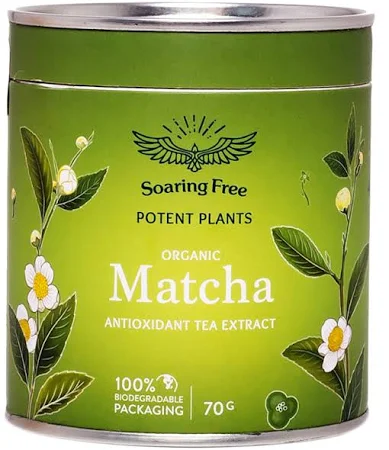 Soaring Free
POTENT PLANTS
ORGANIC
Matcha
ANTIOXIDANT TEA EXTRACT
100%
BIODEGRADABLE
PACKAGING
70G